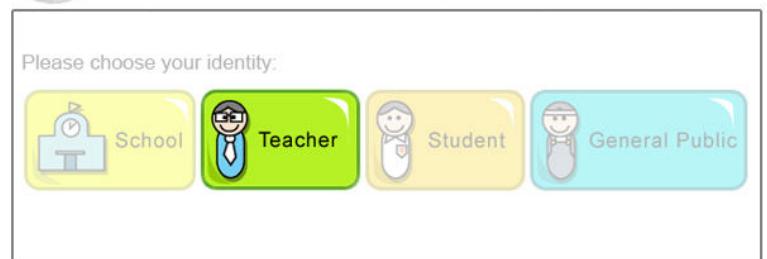 Please choose your identity:
School Teacher Student General Public